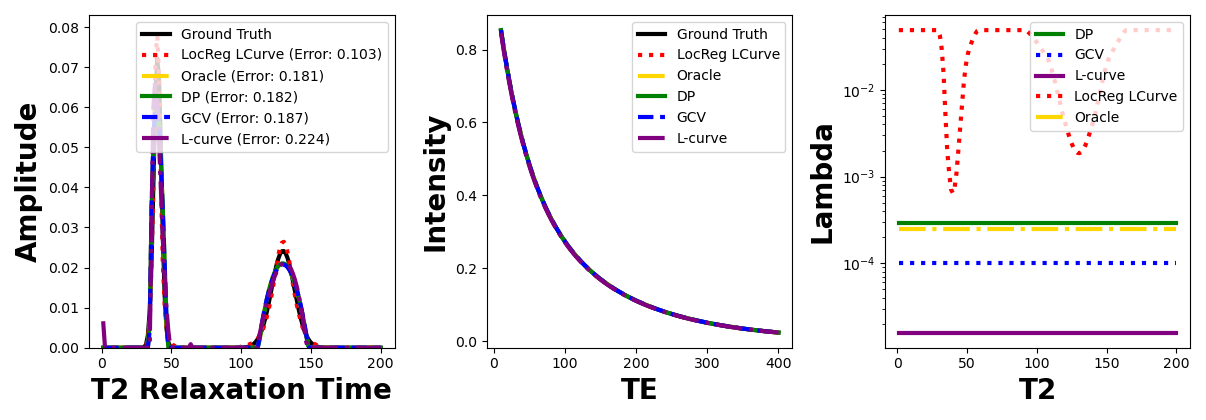 0.08
0.07
0.06
0.05
0.04
0.03
0.02
0.01
0.00
0
50
100
150
200
Amplitude
T2 Relaxation Time
Ground Truth
LocReg LCurve (Error: 0.103)
Oracle (Error: 0.181)
DP (Error: 0.182)
GCV (Error: 0.187)
L-curve (Error: 0.224)
0.8
0.6
0.4
0.2
0.0
0
100
200
300
400
Intensity
TE
Ground Truth
LocReg LCurve
Oracle
DP
GCV
L-curve
10⁻²
10⁻³
10⁻⁴
0
50
100
150
200
Lambda
T2
DP
GCV
L-curve
LocReg LCurve
Oracle